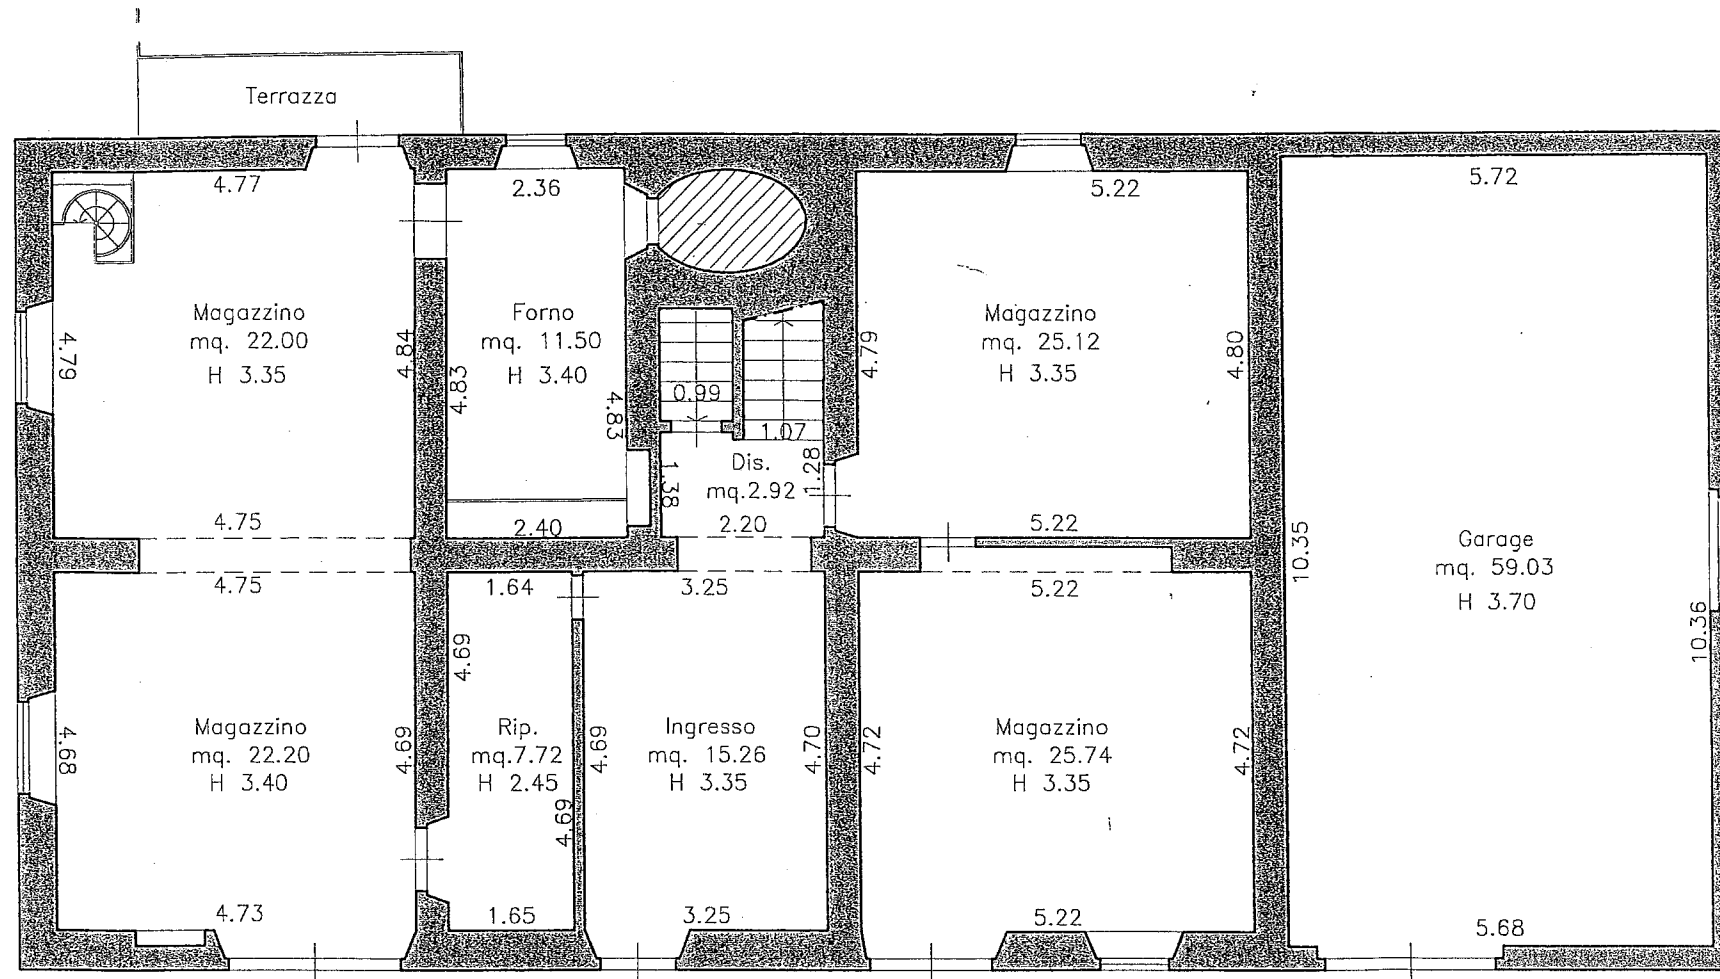 Terrazza
4.77
2.36
5.22
5.72
Magazzino
mq. 22.00
H 3.35
4.79
4.84
Forno
mq. 11.50
H 3.40
4.83
4.83
0.99
1.07
Dis.
mq.2.92
1.38
1.28
2.20
Magazzino
mq. 25.12
H 3.35
4.79
4.80
4.75
2.40
5.22
Garage
mq. 59.03
H 3.70
10.35
10.36
4.75
1.64
3.25
5.22
Magazzino
mq. 22.20
H 3.40
4.68
4.69
4.69
Rip.
mq.7.72
H 2.45
4.69
4.69
Ingresso
mq. 15.26
H 3.35
4.70
4.72
Magazzino
mq. 25.74
H 3.35
4.72
4.73
1.65
3.25
5.22
5.68